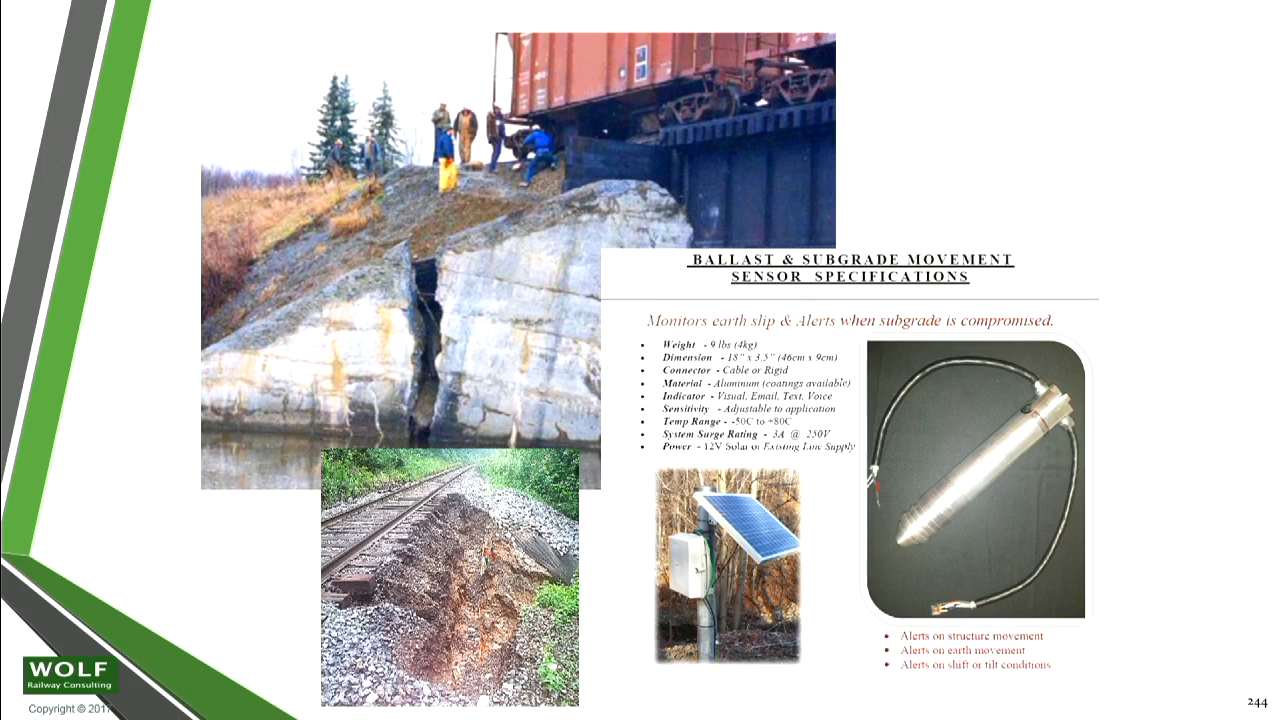 BALLAST & SUBGRADE MOVEMENT
SENSOR SPECIFICATIONS
Monitors earth slip & Alerts when subgrade is compromised.
• Weight - 9 lbs (4kg)
• Dimension - 18" x 3.5" (46cm x 9cm)
• Connector - Cable or Rigid
• Material - Aluminum (coatings available)
• Indicator - Visual, Email, Text, Voice
• Sensitivity - Adjustable to application
• Temp Range - -50C to +80C
• System Surge Rating - 3A @ 250V
• Power - 12V Solar or Existing Line Supply
• Alerts on structure movement
• Alerts on earth movement
• Alerts on shift or tilt conditions
WOLF
Railway Consulting
Copyright © 2017
244